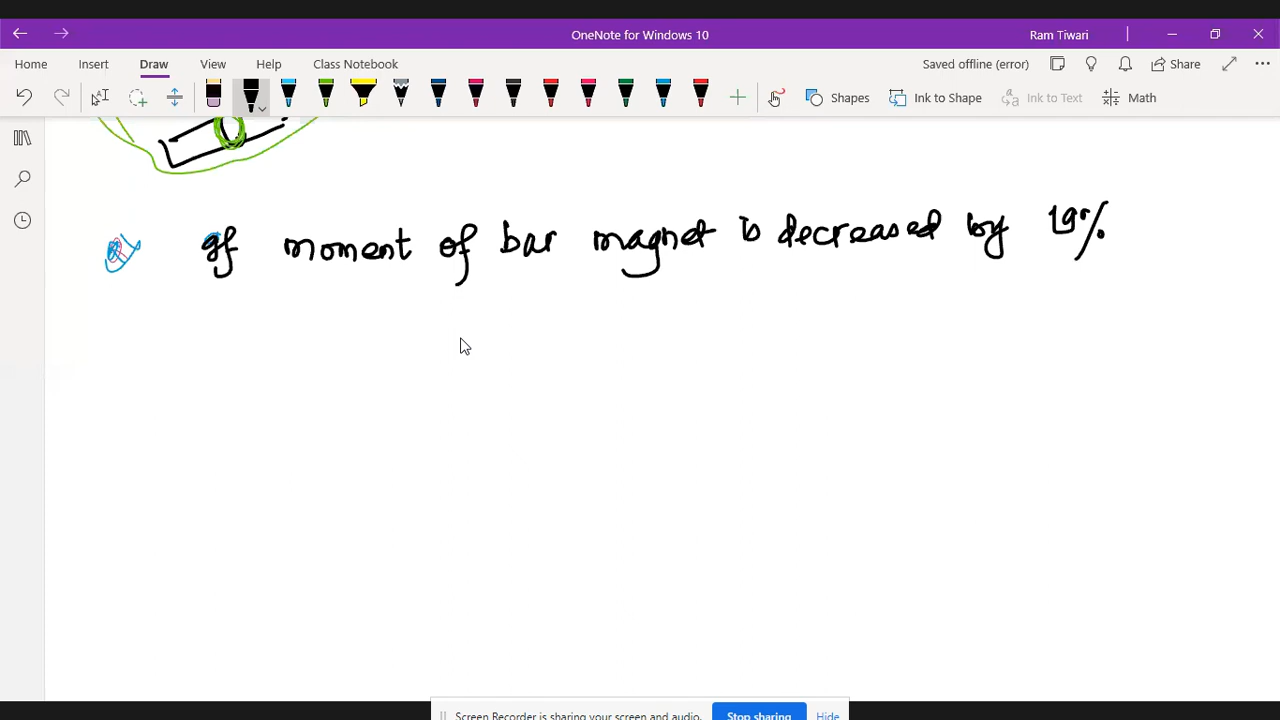 OneNote for Windows 10
Ram Tiwari
Home Insert Draw View Help Class Notebook
Saved offline (error) Share
Shapes Ink to Shape Ink to Text Math
Q If moment of bar magnet is decreased by 19%
Screen Recorder is sharing your screen and audio. Stop sharing Hide